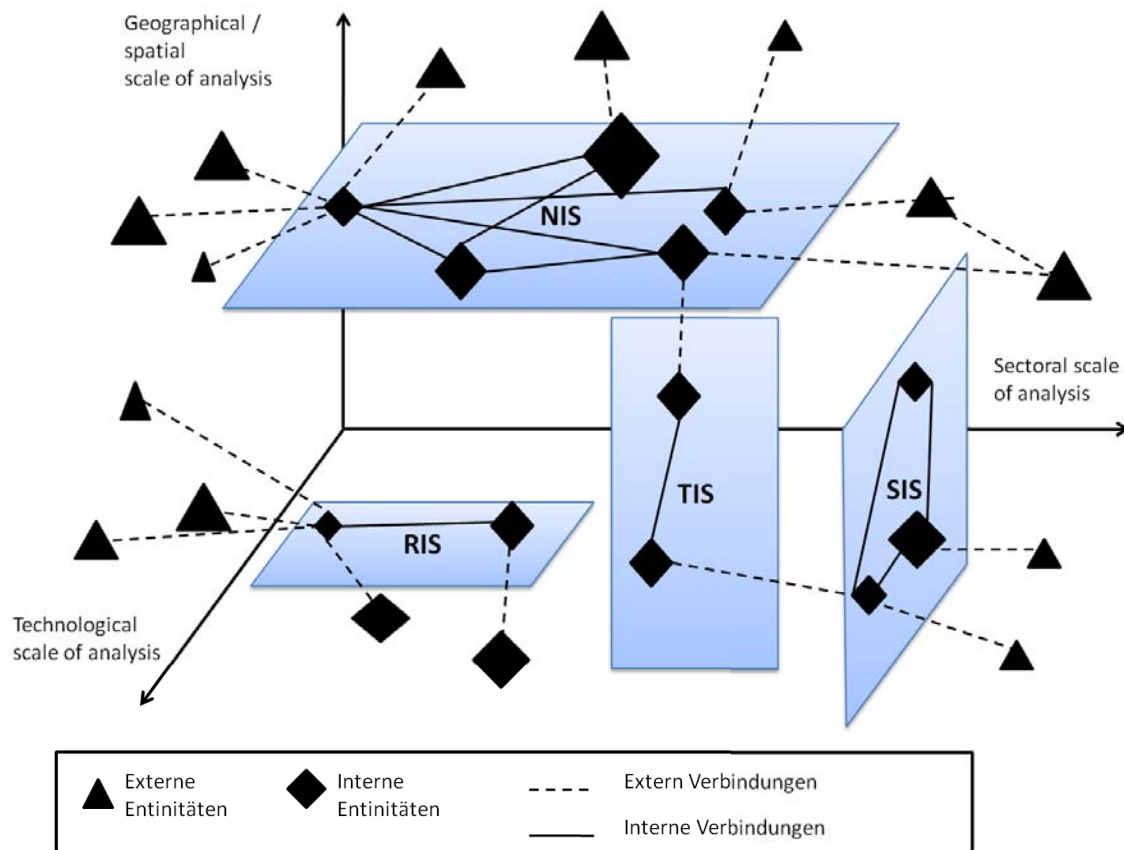 Geographical /
spatial
scale of analysis
NIS
Sectoral scale
of analysis
TIS
SIS
RIS
Technological
scale of analysis
Externe
Entinitäten
Interne
Entinitäten
Extern Verbindungen
Interne Verbindungen